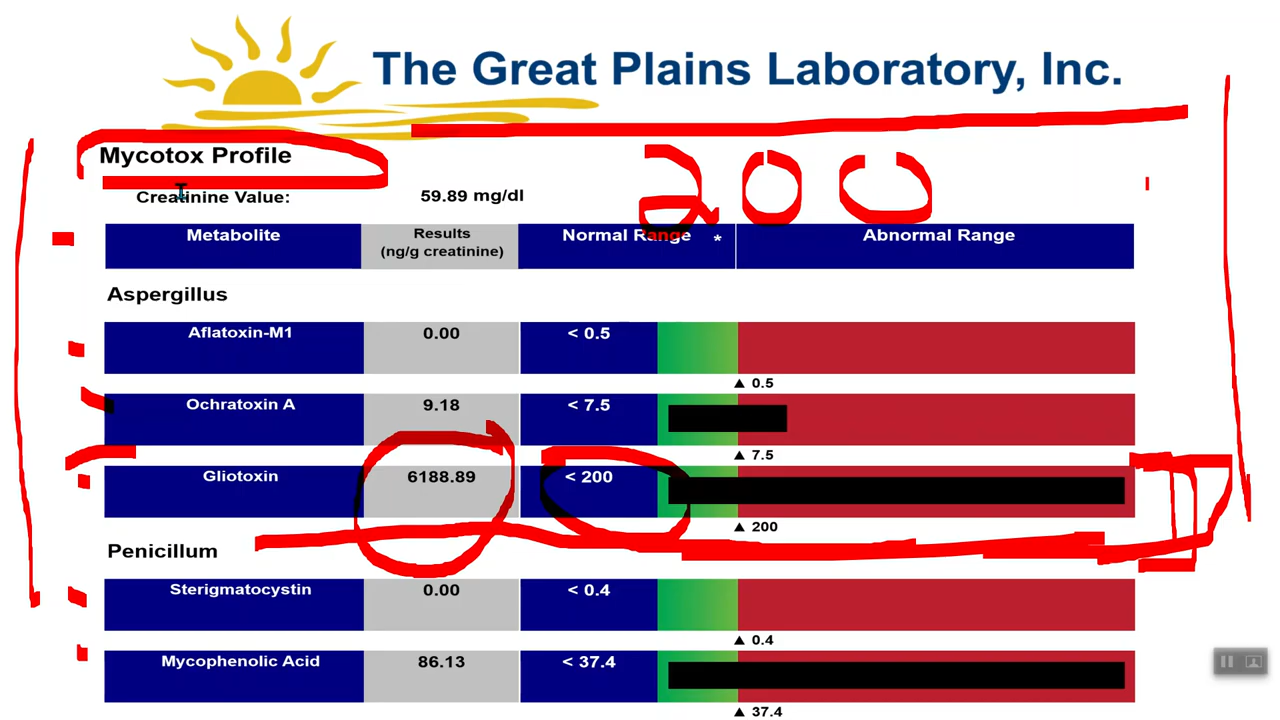 The Great Plains Laboratory, Inc.
Mycotox Profile
Creatinine Value: 59.89 mg/dl
200
Metabolite Results (ng/g creatinine) Normal Range * Abnormal Range
Aspergillus
Aflatoxin-M1 0.00 < 0.5
▲ 0.5
Ochratoxin A 9.18 < 7.5
▲ 7.5
Gliotoxin 6188.89 < 200
▲ 200
Penicillum
Sterigmatocystin 0.00 < 0.4
▲ 0.4
Mycophenolic Acid 86.13 < 37.4
▲ 37.4